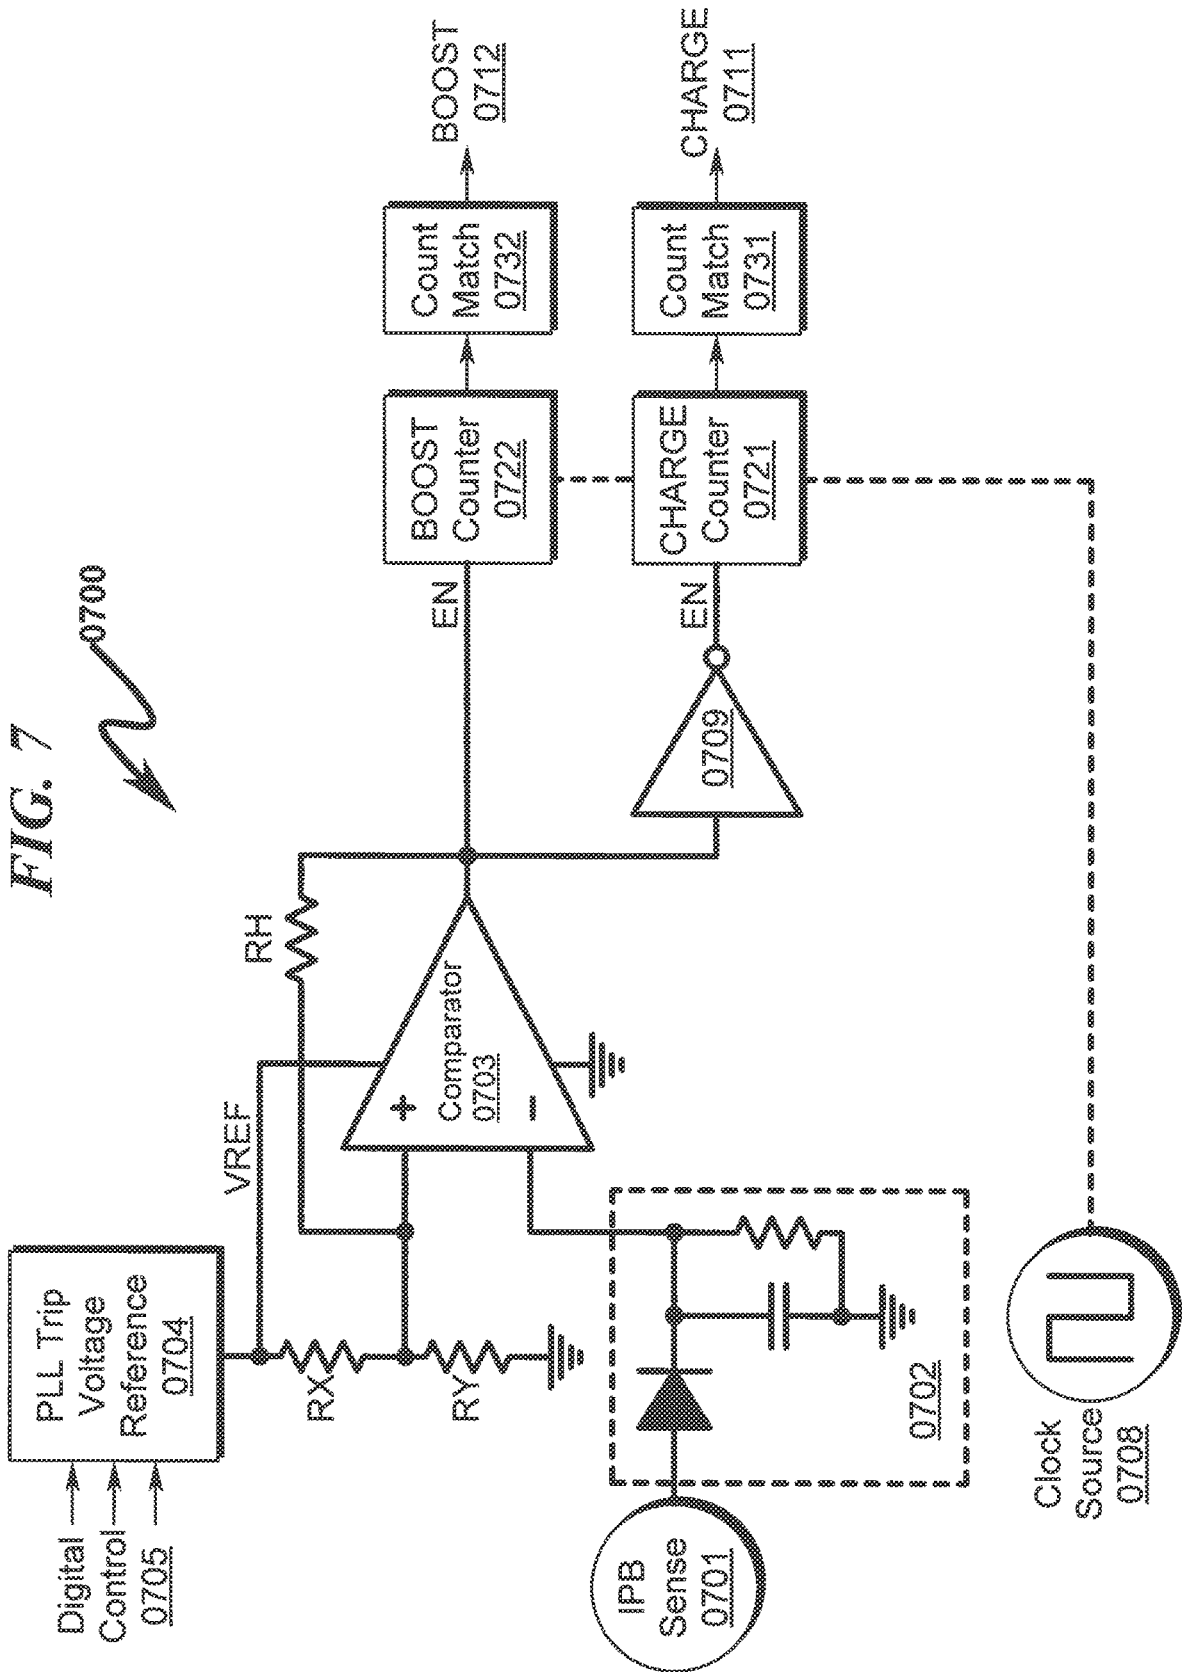 FIG. 7
0700
Digital
Control
0705
PLL Trip
Voltage
Reference
0704
VREF
RH
RX
RY
+
-
Comparator
0703
EN
BOOST
Counter
0722
Count
Match
0732
BOOST
0712
0709
EN
CHARGE
Counter
0721
Count
Match
0731
CHARGE
0711
IPB
Sense
0701
0702
Clock
Source
0708